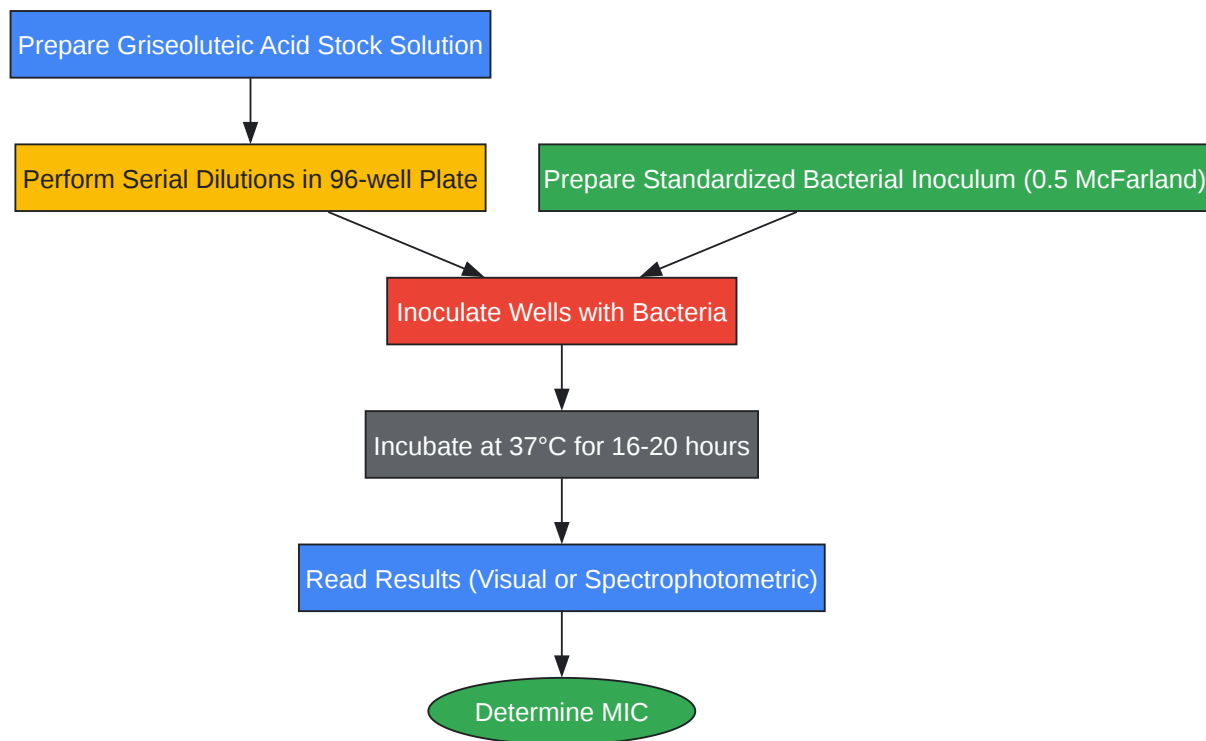 Prepare Griseoluteic Acid Stock Solution
Perform Serial Dilutions in 96-well Plate
Prepare Standardized Bacterial Inoculum (0.5 McFarland)
Inoculate Wells with Bacteria
Incubate at 37°C for 16-20 hours
Read Results (Visual or Spectrophotometric)
Determine MIC